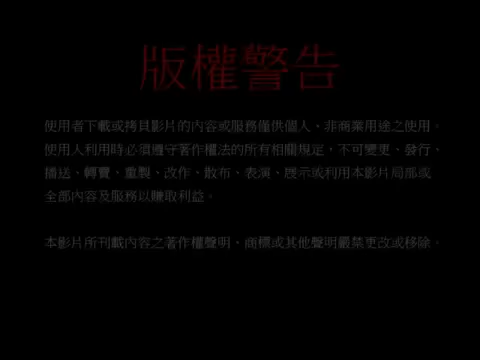 版權警告
使用者下載或拷貝影片的內容或服務僅供個人、非商業用途之使用。
使用人利用時必須遵守著作權法的所有相關規定，不可變更、發行、
播送、轉賣、重製、改作、散布、表演、展示或利用本影片局部或
全部內容及服務以賺取利益。
本影片所刊載內容之著作權聲明、商標或其他聲明嚴禁更改或移除。